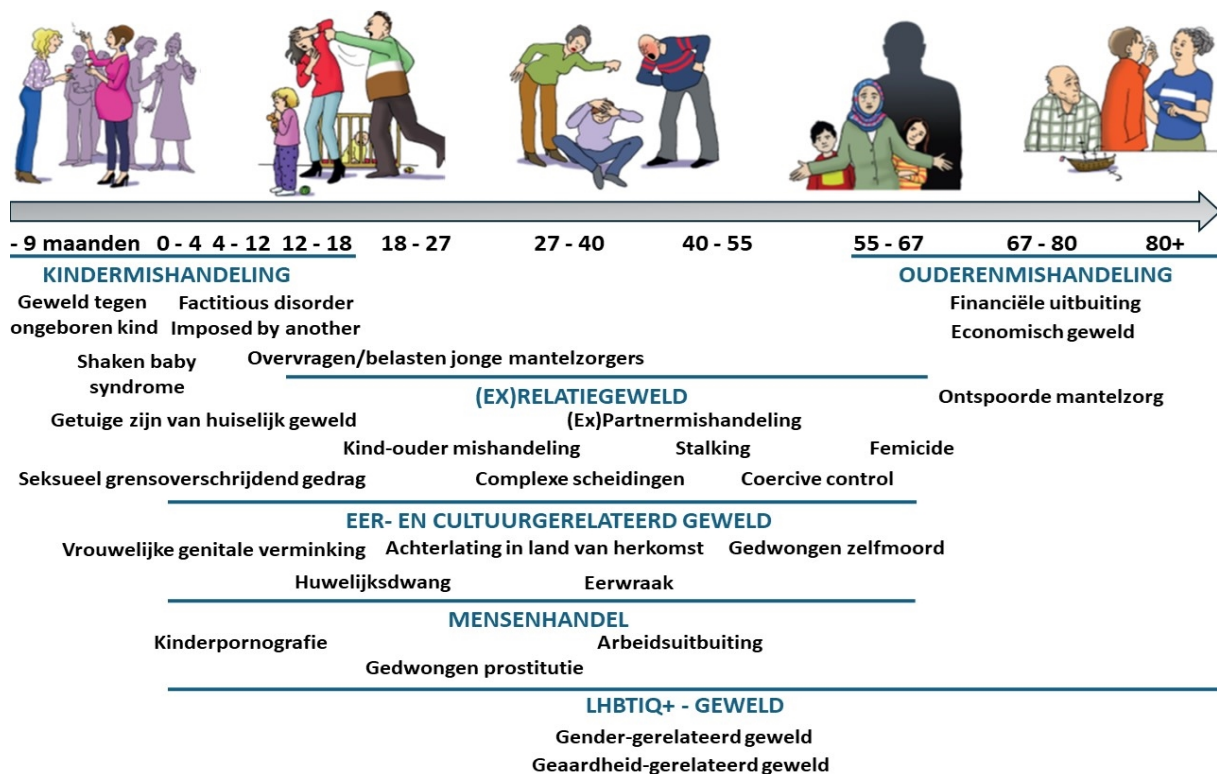 - 9 maanden 0 - 4 4 - 12 12 - 18 18 - 27 27 - 40 40 - 55 55 - 67 67 - 80 80+
KINDERMISHANDELING
OUDERENMISHANDELING
Geweld tegen
ongeboren kind
Factitious disorder
Imposed by another
Financiële uitbuiting
Economisch geweld
Shaken baby
syndrome
Overvragen/belasten jonge mantelzorgers
(EX)RELATIEGEWELD
Ontspoorde mantelzorg
Getuige zijn van huiselijk geweld
(Ex)Partnermishandeling
Kind-ouder mishandeling
Stalking
Femicide
Seksueel grensoverschrijdend gedrag
Complexe scheidingen
Coercive control
EER- EN CULTUURGERELATEERD GEWELD
Vrouwelijke genitale verminking
Achterlating in land van herkomst
Gedwongen zelfmoord
Huwelijksdwang
Eerwraak
MENSENHANDEL
Kinderpornografie
Arbeidsuitbuiting
Gedwongen prostitutie
LHBTIQ+ - GEWELD
Gender-gerelateerd geweld
Geaardheid-gerelateerd geweld